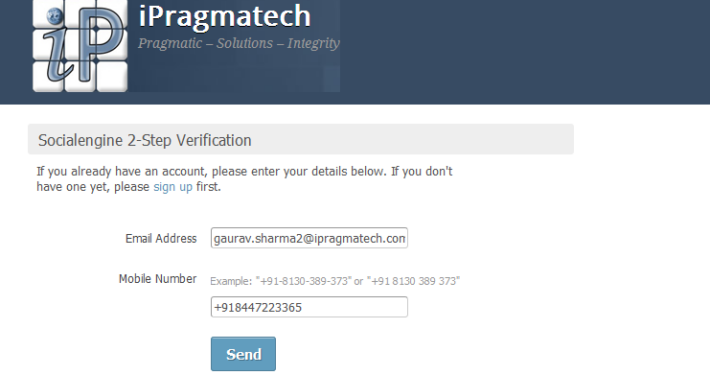 iP
iPragmatech
Pragmatic – Solutions – Integrity
Socialengine 2-Step Verification
If you already have an account, please enter your details below. If you don't
have one yet, please sign up first.
Email Address gaurav.sharma2@ipragmatech.con
Mobile Number Example: "+91-8130-389-373" or "+91 8130 389 373"
+918447223365
Send